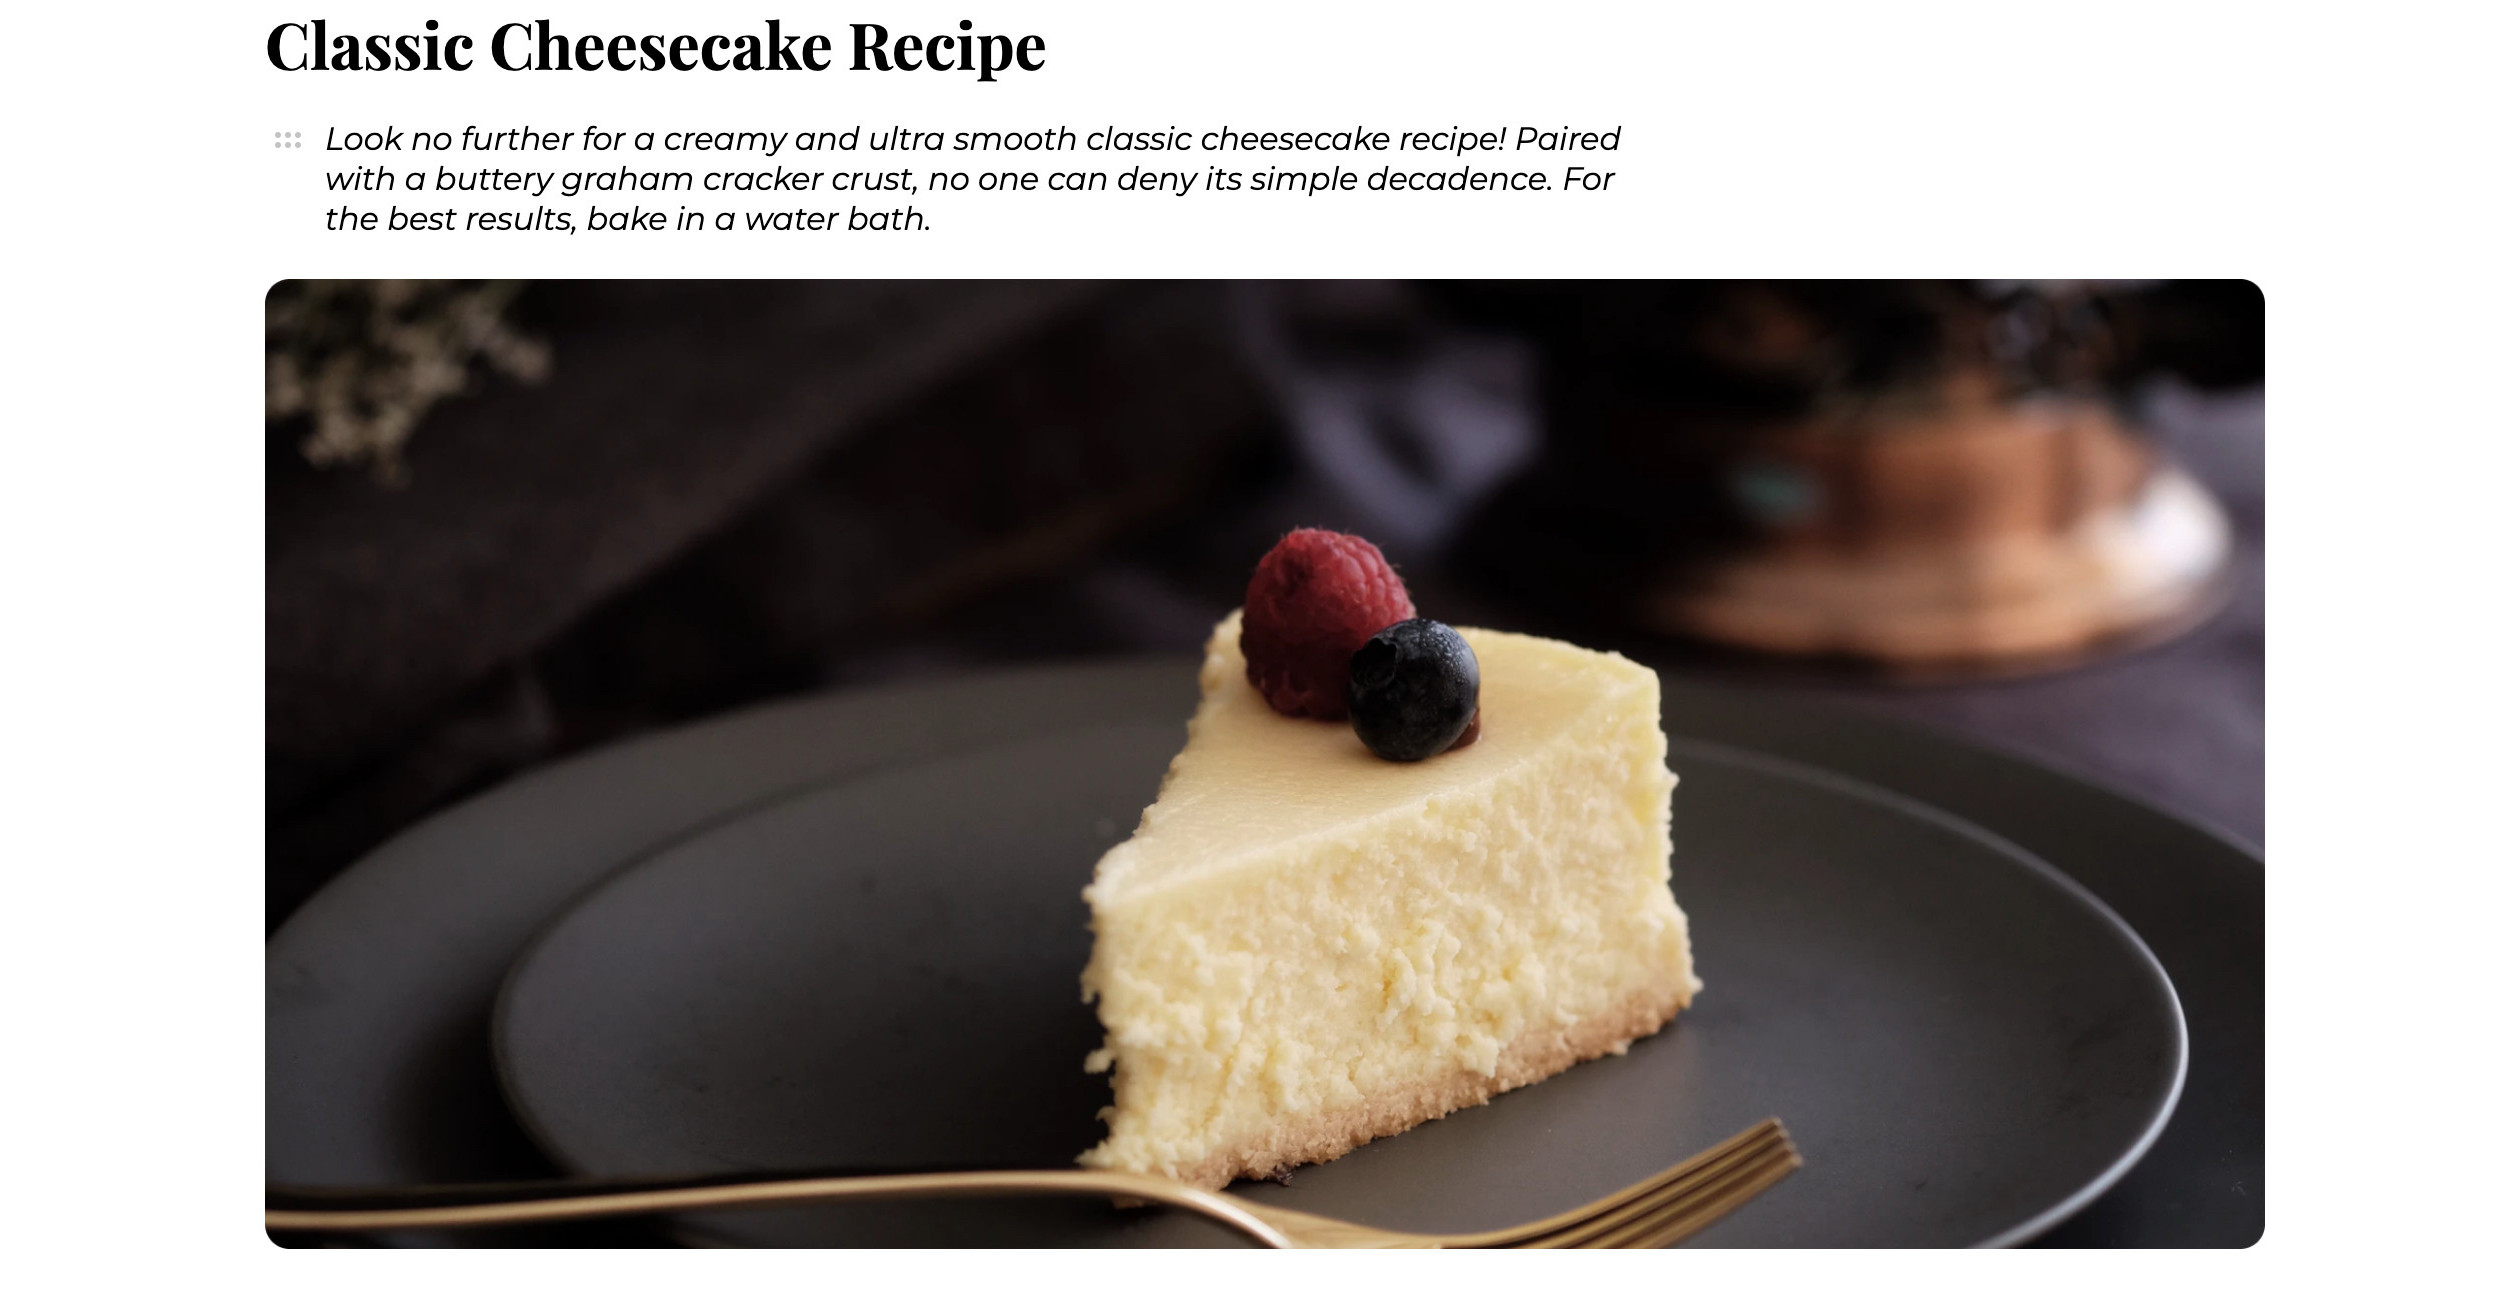 Classic Cheesecake Recipe
Look no further for a creamy and ultra smooth classic cheesecake recipe! Paired
with a buttery graham cracker crust, no one can deny its simple decadence. For
the best results, bake in a water bath.